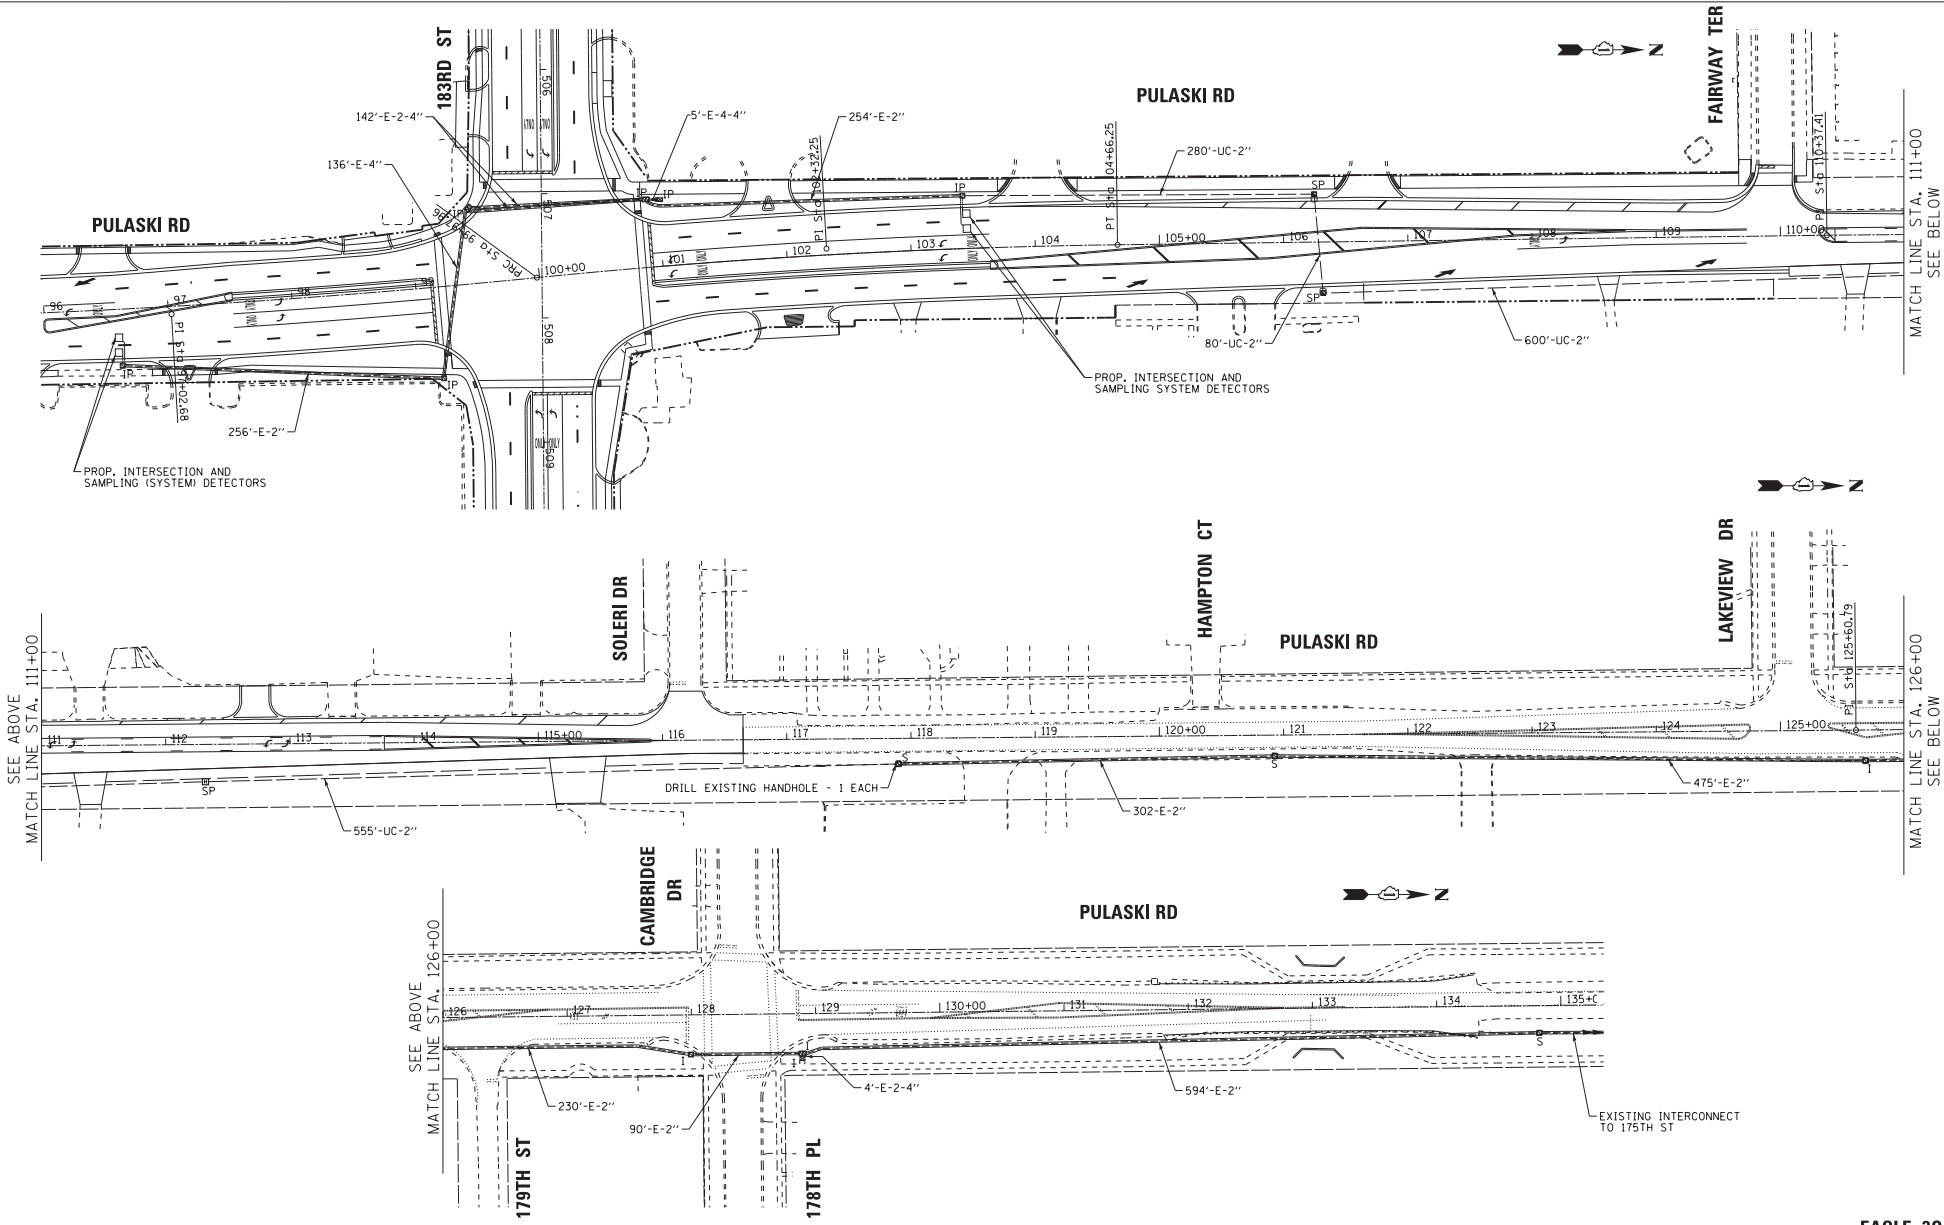 183RD ST
FAIRWAY TER
N
PULASKI RD
142'-E-2-4''
5'-E-4-4''
254'-E-2''
136'-E-4''
280'-UC-2''
PULASKI RD
506
507
508
509
IP
IP
IP
IP
SP
PI Sta 102+32.25
PT Sta 104+66.25
PI Sta 110+37.41
MATCH LINE STA. 111+00
SEE BELOW
96
97
98
99
100+00
101
102
103
104
105+00
106
107
108
109
110+00
ONLY
ONLY
ONLY
SP
80'-UC-2''
600'-UC-2''
IP
IP
256'-E-2''
PROP. INTERSECTION AND
SAMPLING SYSTEM DETECTORS
PROP. INTERSECTION AND
SAMPLING (SYSTEM) DETECTORS
ONLY ONLY
N
SEE ABOVE
MATCH LINE STA. 111+00
SOLERI DR
HAMPTON CT
PULASKI RD
LAKEVIEW DR
PI Sta 125+60.79
MATCH LINE STA. 126+00
SEE BELOW
111
112
113
114
115+00
116
117
118
119
120+00
121
122
123
124
125+00
SP
S
S
I
DRILL EXISTING HANDHOLE - 1 EACH
302-E-2''
475'-E-2''
555'-UC-2''
CAMBRIDGE
DR
PULASKI RD
N
SEE ABOVE
MATCH LINE STA. 126+00
126
127
128
129
130+00
131
132
133
134
135+0
I
I
S
230'-E-2''
90'-E-2''
4'-E-2-4''
594'-E-2''
EXISTING INTERCONNECT
TO 175TH ST
179TH ST
178TH PL